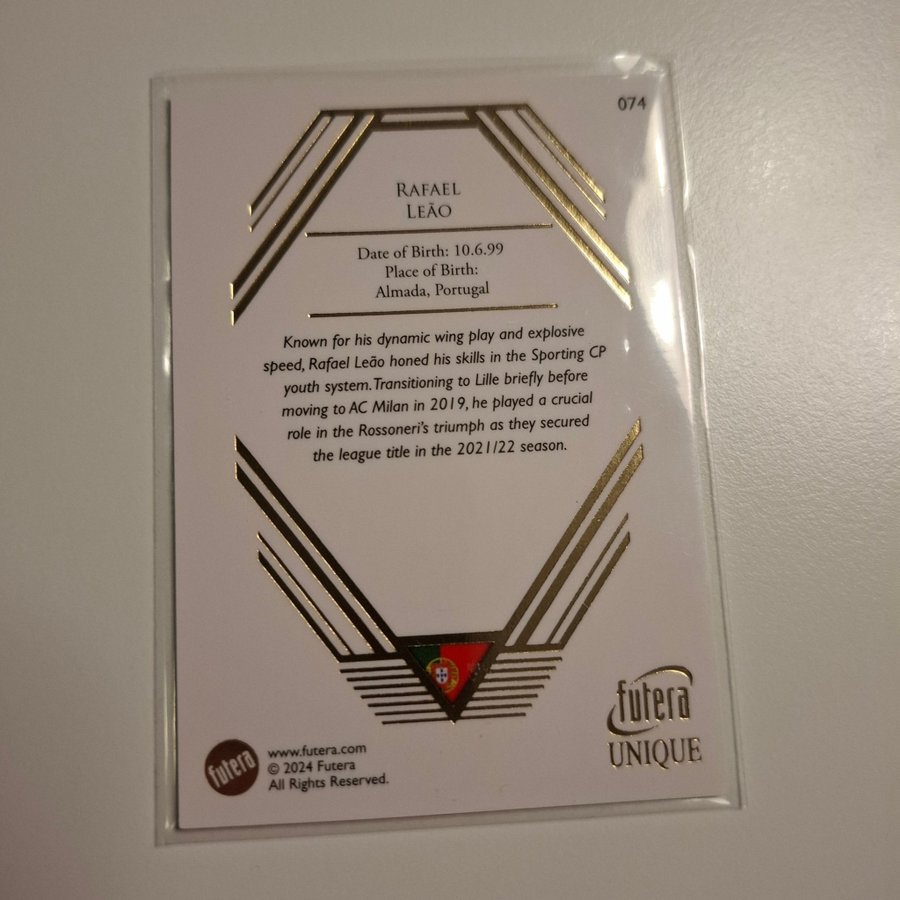 074
RAFAEL
LEÃO
Date of Birth: 10.6.99
Place of Birth:
Almada, Portugal
Known for his dynamic wing play and explosive
speed, Rafael Leão honed his skills in the Sporting CP
youth system. Transitioning to Lille briefly before
moving to AC Milan in 2019, he played a crucial
role in the Rossoneri's triumph as they secured
the league title in the 2021/22 season.
futera
UNIQUE
futera
www.futera.com
© 2024 Futera
All Rights Reserved.